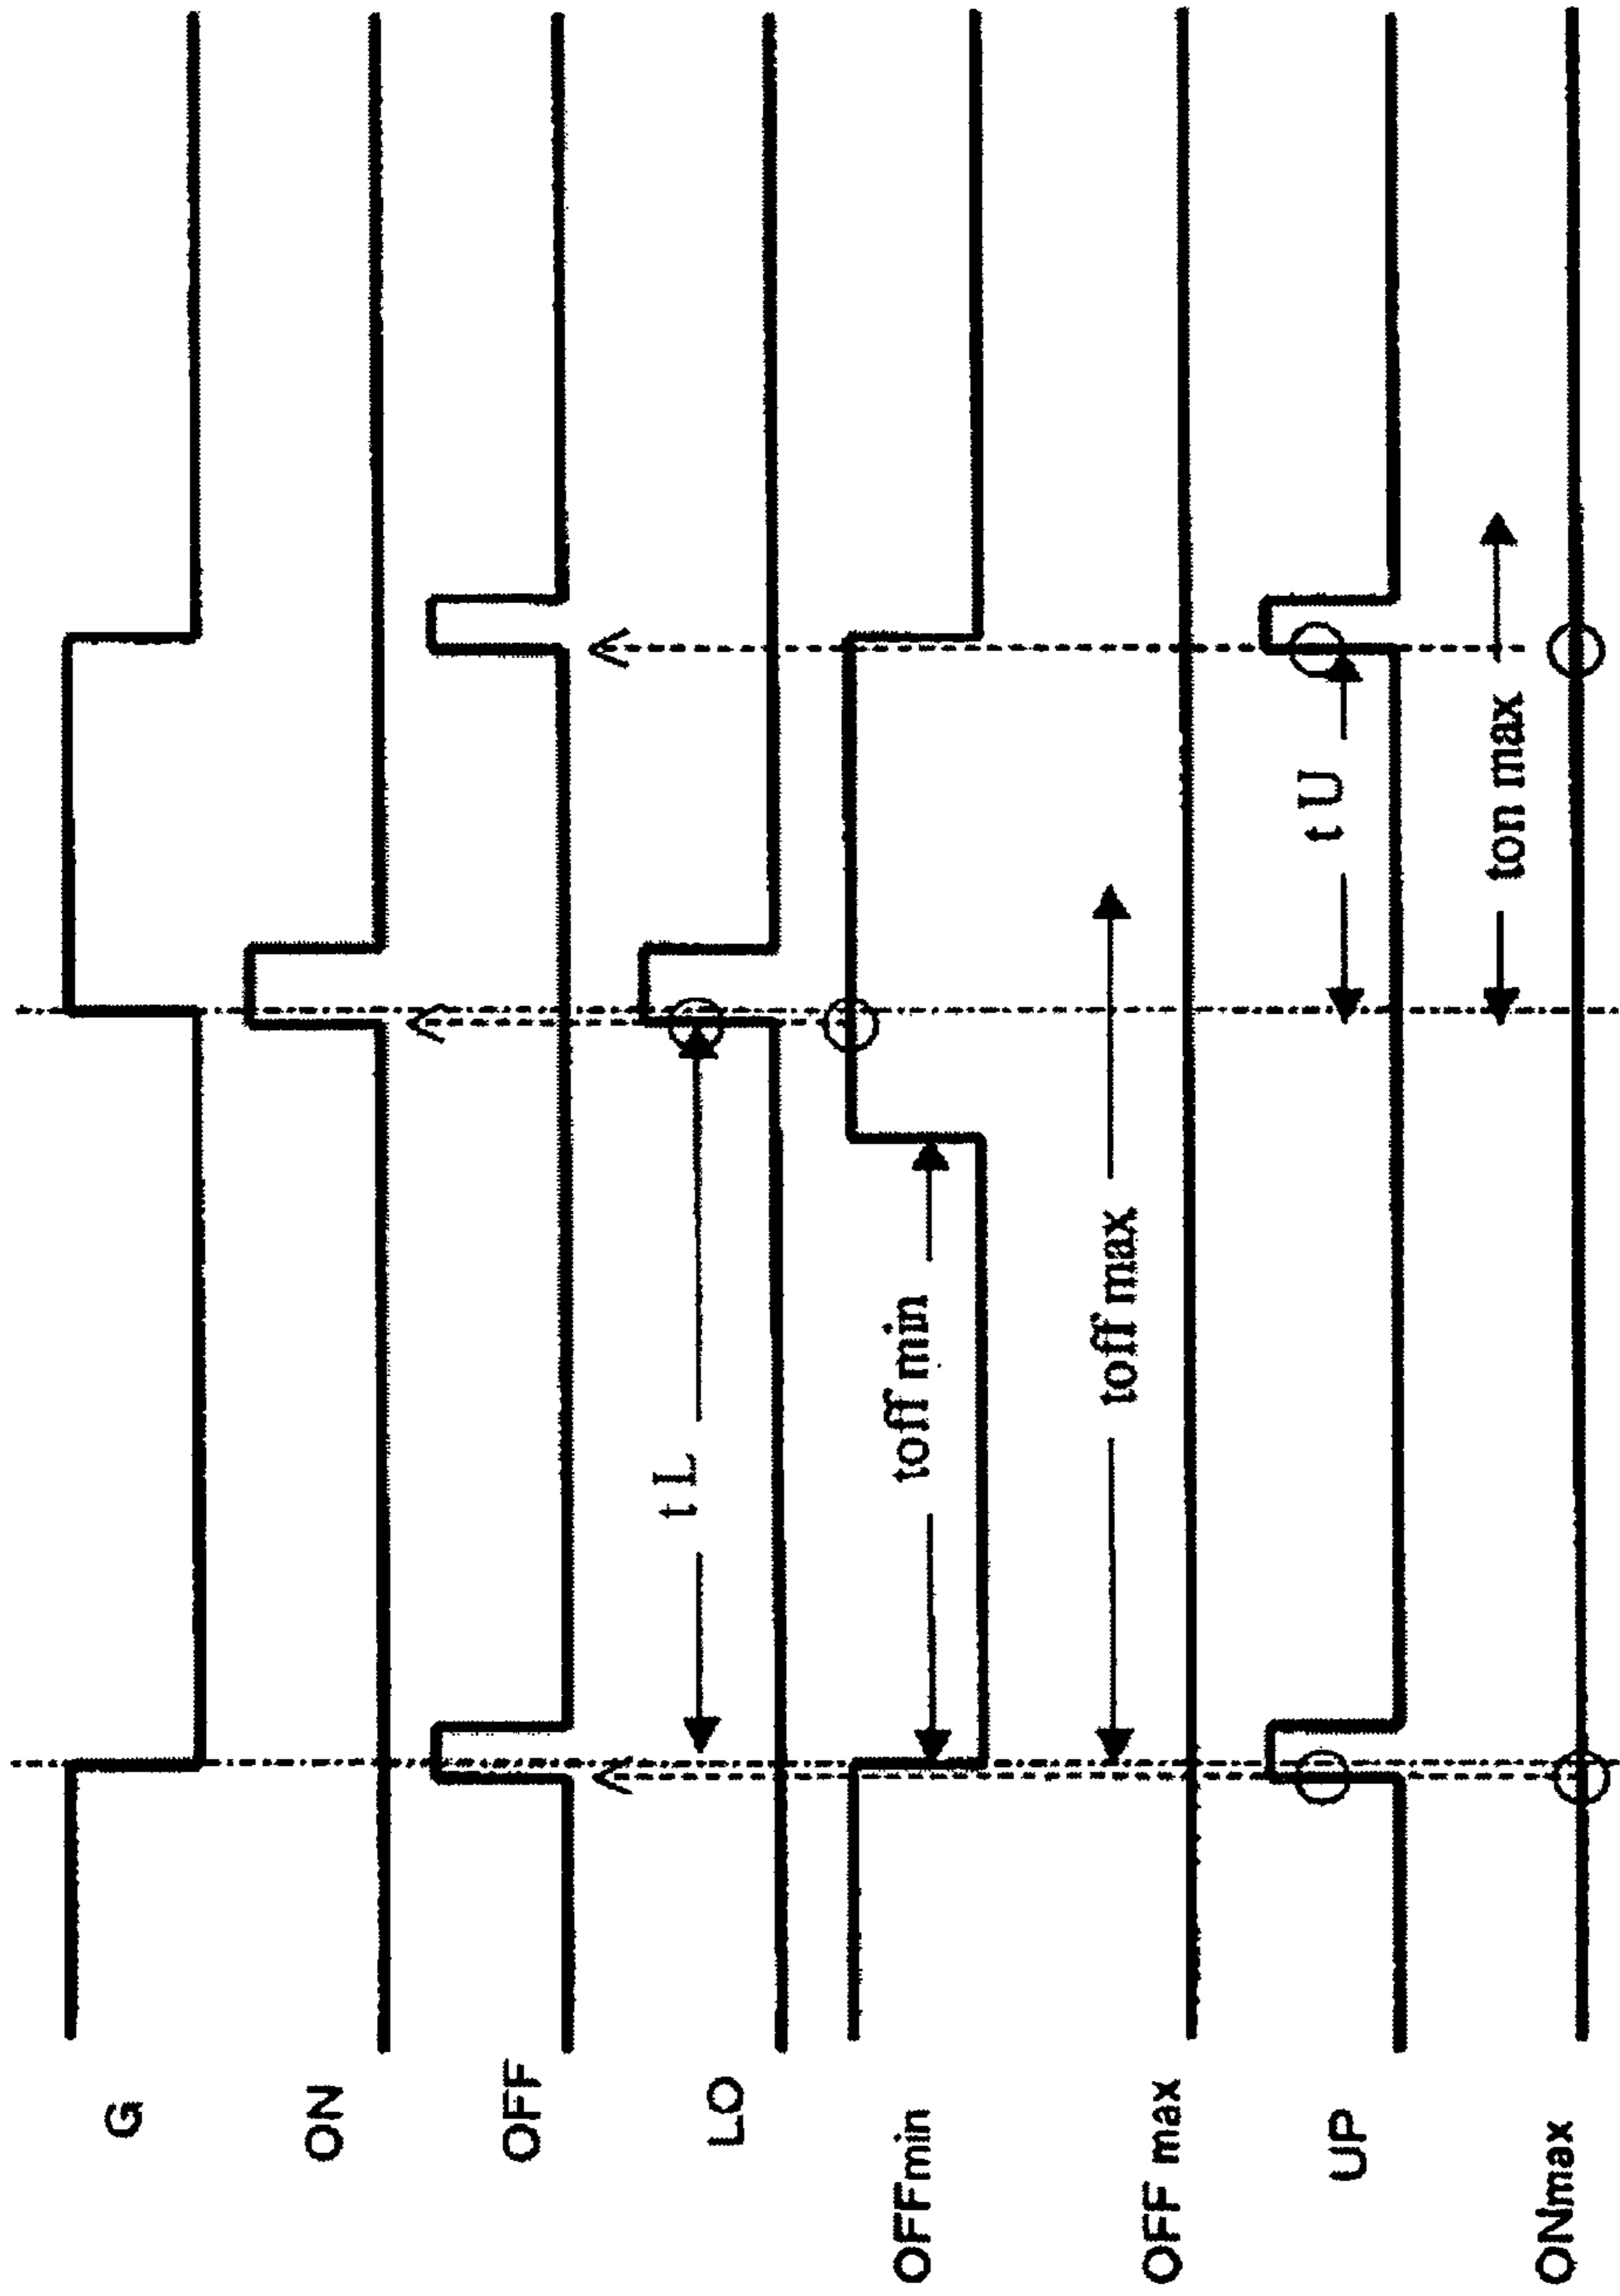 G
ON
OFF
LO
t L
OFFmin
toff min
OFF max
toff max
UP
t U
ONmax
ton max